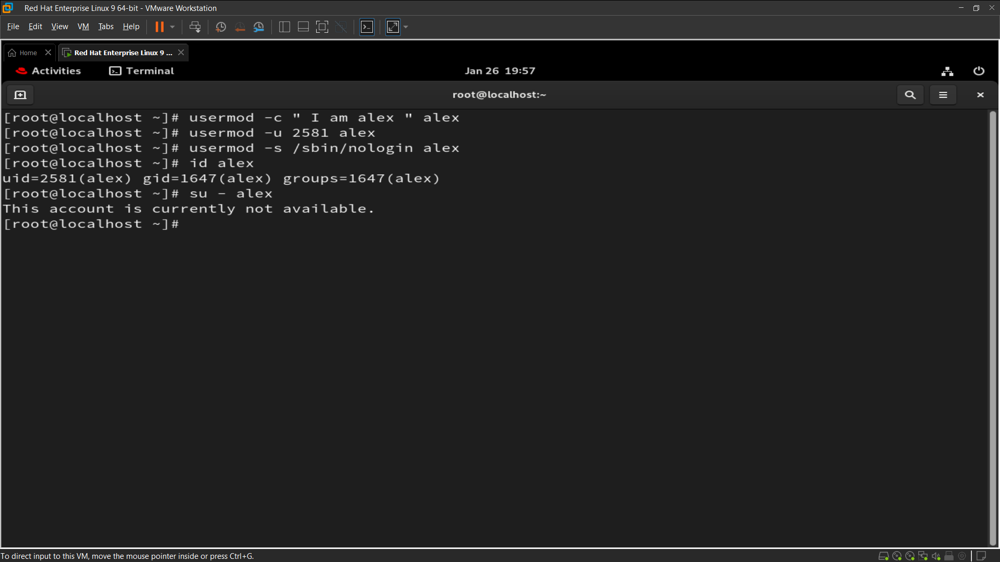 Red Hat Enterprise Linux 9 64-bit - VMware Workstation
File Edit View VM Tabs Help
Home Red Hat Enterprise Linux 9 ...
Activities Terminal Jan 26 19:57
root@localhost:~
[root@localhost ~]# usermod -c " I am alex " alex
[root@localhost ~]# usermod -u 2581 alex
[root@localhost ~]# usermod -s /sbin/nologin alex
[root@localhost ~]# id alex
uid=2581(alex) gid=1647(alex) groups=1647(alex)
[root@localhost ~]# su - alex
This account is currently not available.
[root@localhost ~]#
To direct input to this VM, move the mouse pointer inside or press Ctrl+G.